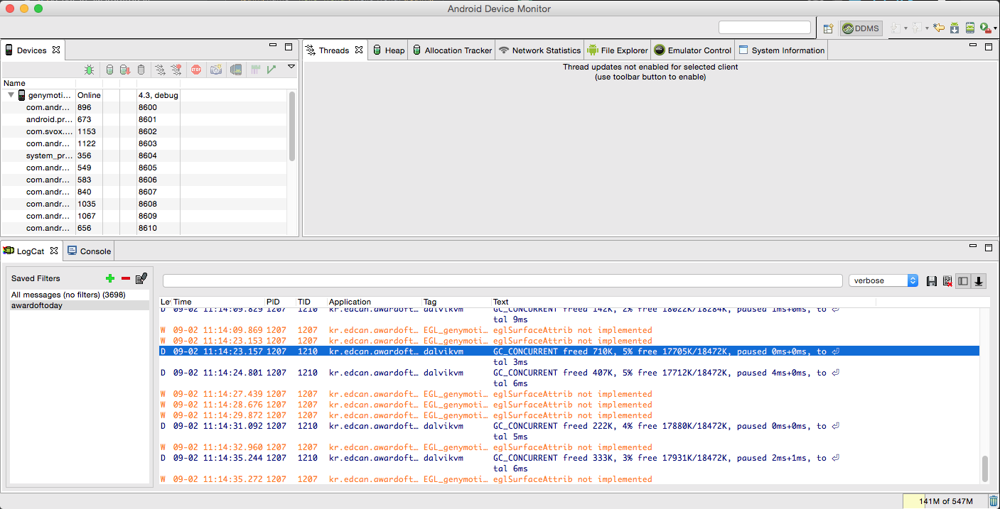 Android Device Monitor
DDMS
Devices
Threads
Heap
Allocation Tracker
Network Statistics
File Explorer
Emulator Control
System Information
Name
genymoti... Online 4.3, debug
com.andr... 896 8600
android.pr... 673 8601
com.svox.... 1153 8602
com.andr... 1122 8603
system_pr... 356 8604
com.andr... 549 8605
com.andr... 583 8606
com.andr... 840 8607
com.andr... 1035 8608
com.andr... 1067 8609
com.andr... 656 8610
STOP
Thread updates not enabled for selected client
(use toolbar button to enable)
LogCat
Console
Saved Filters
All messages (no filters) (3698)
awardoftoday
verbose
Le Time PID TID Application Tag Text
D 09-02 11:14:09.829 1207 1210 kr.edcan.awardoft… dalvikvm GC_CONCURRENT freed 142K, 2% free 18022K/18284K, paused 1ms+0ms, to
tal 9ms
W 09-02 11:14:09.869 1207 1207 kr.edcan.awardoft… EGL_genymoti… eglSurfaceAttrib not implemented
W 09-02 11:14:23.153 1207 1207 kr.edcan.awardoft… EGL_genymoti… eglSurfaceAttrib not implemented
D 09-02 11:14:23.157 1207 1210 kr.edcan.awardoft… dalvikvm GC_CONCURRENT freed 710K, 5% free 17705K/18472K, paused 0ms+0ms, to
tal 3ms
D 09-02 11:14:24.801 1207 1210 kr.edcan.awardoft… dalvikvm GC_CONCURRENT freed 407K, 5% free 17712K/18472K, paused 4ms+0ms, to
tal 6ms
W 09-02 11:14:27.439 1207 1207 kr.edcan.awardoft… EGL_genymoti… eglSurfaceAttrib not implemented
W 09-02 11:14:28.676 1207 1207 kr.edcan.awardoft… EGL_genymoti… eglSurfaceAttrib not implemented
W 09-02 11:14:29.872 1207 1207 kr.edcan.awardoft… EGL_genymoti… eglSurfaceAttrib not implemented
D 09-02 11:14:31.092 1207 1210 kr.edcan.awardoft… dalvikvm GC_CONCURRENT freed 222K, 4% free 17880K/18472K, paused 0ms+0ms, to
tal 5ms
W 09-02 11:14:32.960 1207 1207 kr.edcan.awardoft… EGL_genymoti… eglSurfaceAttrib not implemented
D 09-02 11:14:35.244 1207 1210 kr.edcan.awardoft… dalvikvm GC_CONCURRENT freed 333K, 3% free 17931K/18472K, paused 2ms+1ms, to
tal 6ms
W 09-02 11:14:35.272 1207 1207 kr.edcan.awardoft… EGL_genymoti… eglSurfaceAttrib not implemented
141M of 547M